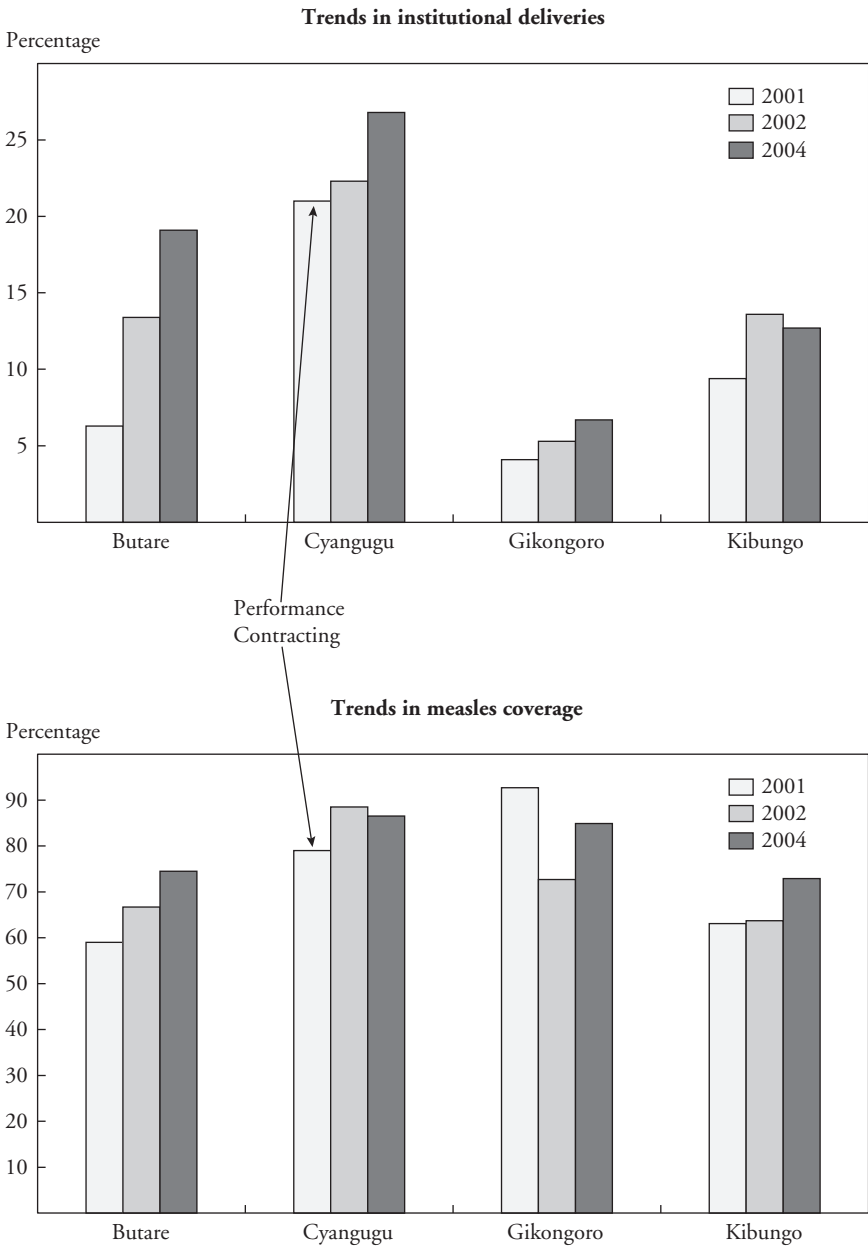 Trends in institutional deliveries
Percentage
2001
2002
2004
25
20
15
10
5
Butare Cyangugu Gikongoro Kibungo
Performance
Contracting
Trends in measles coverage
Percentage
2001
2002
2004
90
80
70
60
50
40
30
20
10
Butare Cyangugu Gikongoro Kibungo